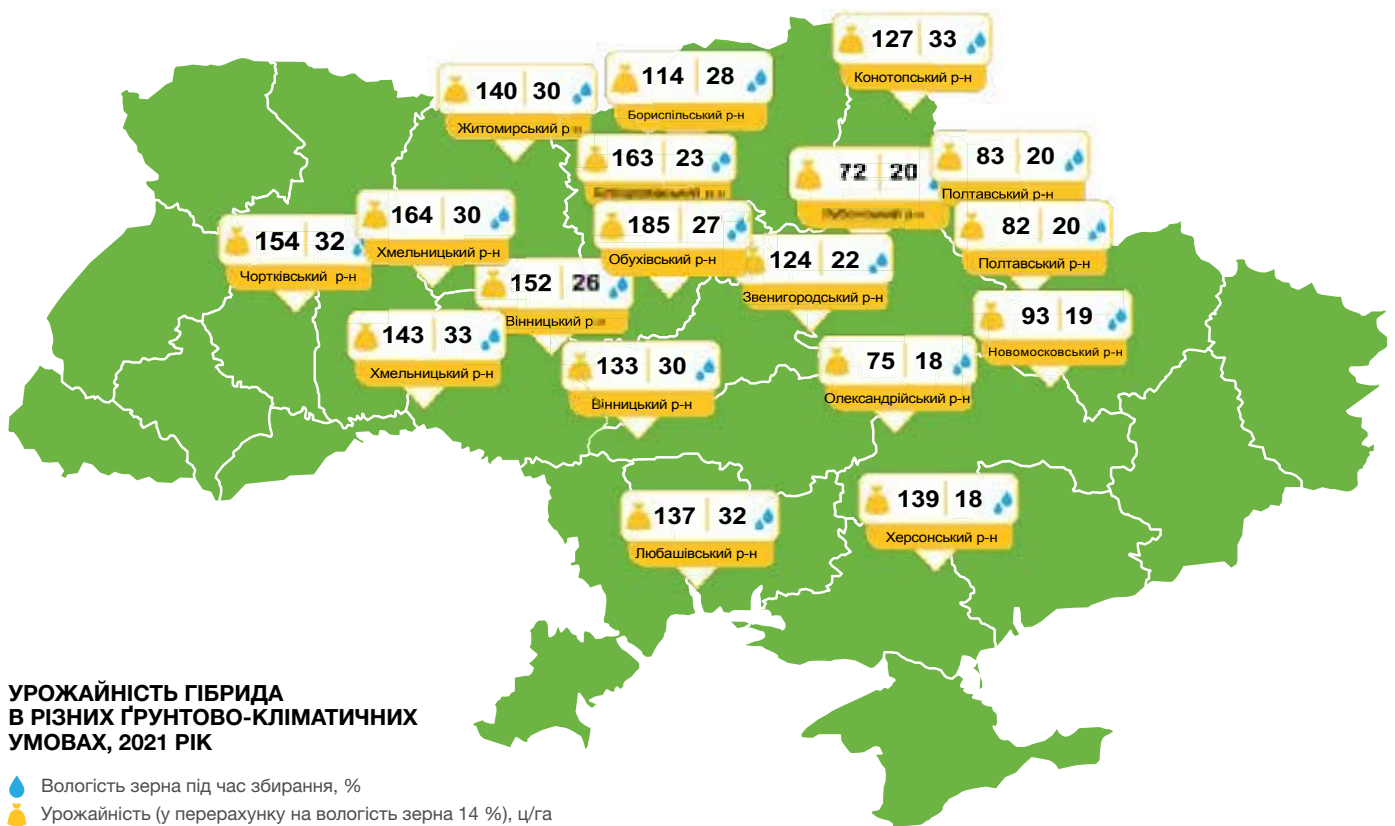 127 33
Конотопський р-н
114 28
Бориспільський р-н
140 30
Житомирський
163 23
72 20
83 20
Полтавський р-н
164 30
Хмельницький р-н
154 32
Чортківський р-н
185 27
Обухівський р-н
82 20
Полтавський р-н
124 22
Звенигородський р-н
152 26
Вінницький
93 19
Новомосковський р-н
143 33
Хмельницький р-н
133 30
Вінницький р-н
75 18
Олександрійський р-н
137 32
Любашівський р-н
139 18
Херсонський р-н
УРОЖАЙНІСТЬ ГІБРИДА
В РІЗНИХ ҐРУНТОВО-КЛІМАТИЧНИХ
УМОВАХ, 2021 РІК
Вологість зерна під час збирання, %
Урожайність (у перерахунку на вологість зерна 14 %), ц/га